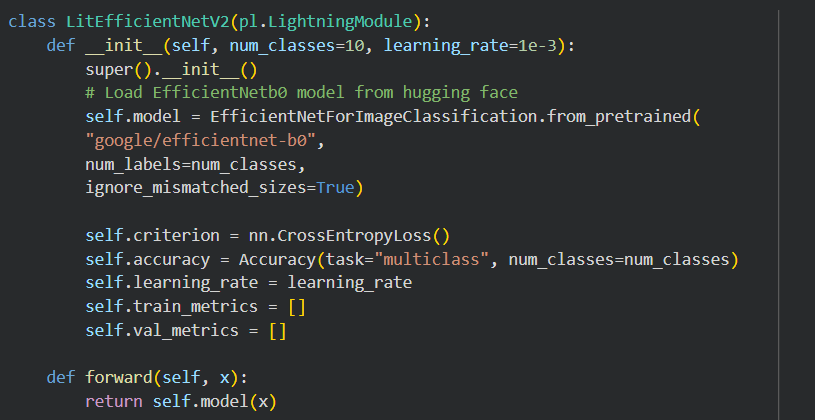 class LitEfficientNetV2(pl.LightningModule):
    def __init__(self, num_classes=10, learning_rate=1e-3):
        super().__init__()
        # Load EfficientNetb0 model from hugging face
        self.model = EfficientNetForImageClassification.from_pretrained(
        "google/efficientnet-b0",
        num_labels=num_classes,
        ignore_mismatched_sizes=True)

        self.criterion = nn.CrossEntropyLoss()
        self.accuracy = Accuracy(task="multiclass", num_classes=num_classes)
        self.learning_rate = learning_rate
        self.train_metrics = []
        self.val_metrics = []

    def forward(self, x):
        return self.model(x)